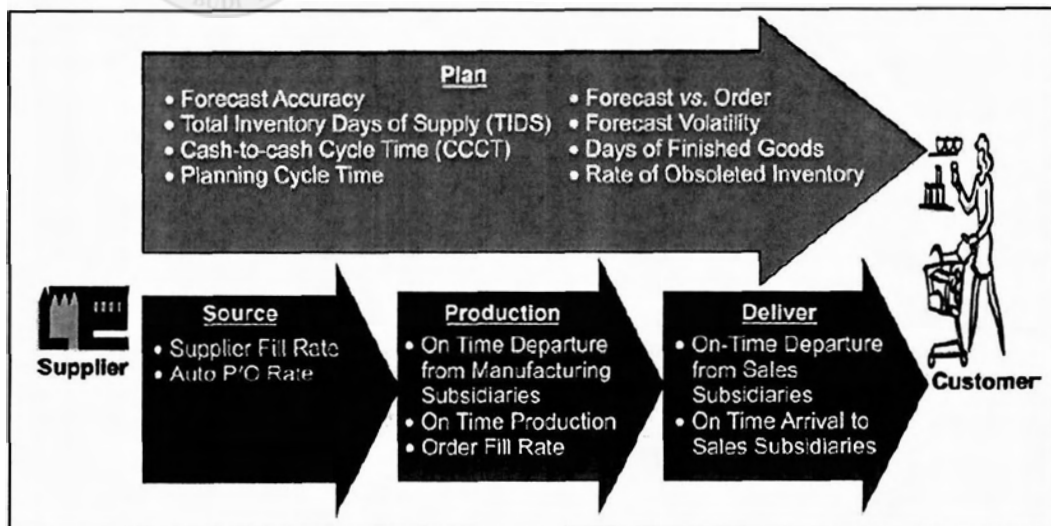 Plan
• Forecast Accuracy
• Total Inventory Days of Supply (TIDS)
• Cash-to-cash Cycle Time (CCCT)
• Planning Cycle Time
• Forecast vs. Order
• Forecast Volatility
• Days of Finished Goods
• Rate of Obsoleted Inventory
Supplier
Source
• Supplier Fill Rate
• Auto P/O Rate
Production
• On Time Departure
from Manufacturing
Subsidiaries
• On Time Production
• Order Fill Rate
Deliver
• On-Time Departure
from Sales
Subsidiaries
• On Time Arrival to
Sales Subsidiaries
Customer